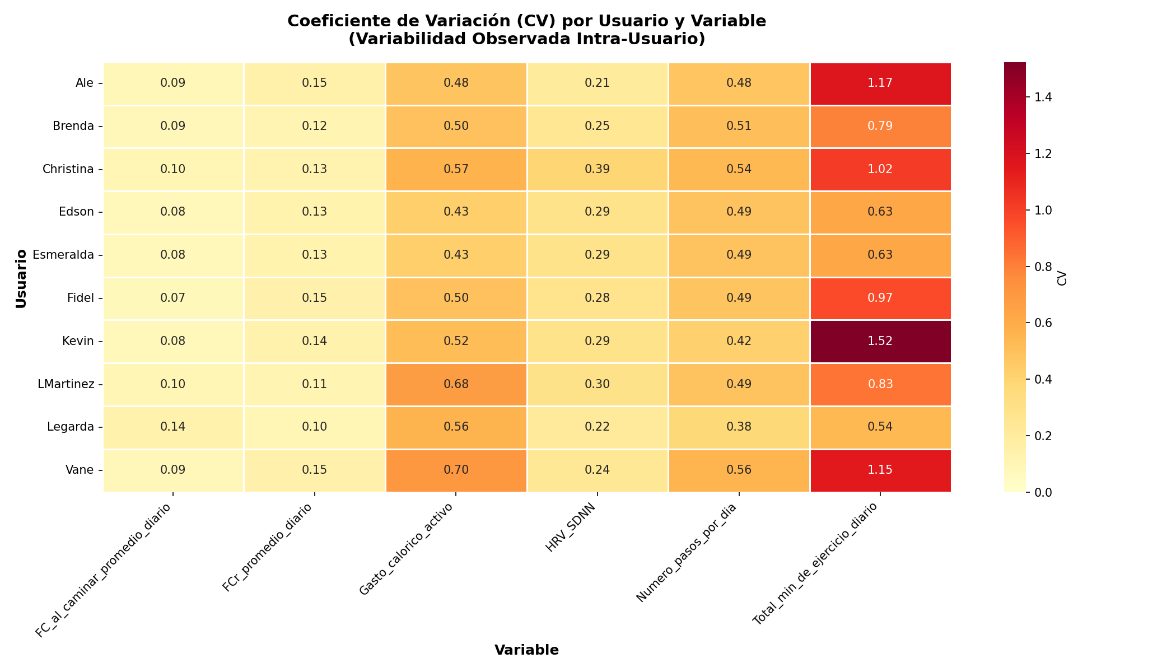 Coeficiente de Variación (CV) por Usuario y Variable
(Variabilidad Observada Intra-Usuario)
Usuario
Ale 0.09 0.15 0.48 0.21 0.48 1.17
Brenda 0.09 0.12 0.50 0.25 0.51 0.79
Christina 0.10 0.13 0.57 0.39 0.54 1.02
Edson 0.08 0.13 0.43 0.29 0.49 0.63
Esmeralda 0.08 0.13 0.43 0.29 0.49 0.63
Fidel 0.07 0.15 0.50 0.28 0.49 0.97
Kevin 0.08 0.14 0.52 0.29 0.42 1.52
LMartinez 0.10 0.11 0.68 0.30 0.49 0.83
Legarda 0.14 0.10 0.56 0.22 0.38 0.54
Vane 0.09 0.15 0.70 0.24 0.56 1.15
FC_al_caminar_promedio_diario
FCr_promedio_diario
Gasto_calorico_activo
HRV_SDNN
Numero_pasos_por_dia
Total_min_de_ejercicio_diario
Variable
1.4
1.2
1.0
0.8
0.6
0.4
0.2
0.0
CV